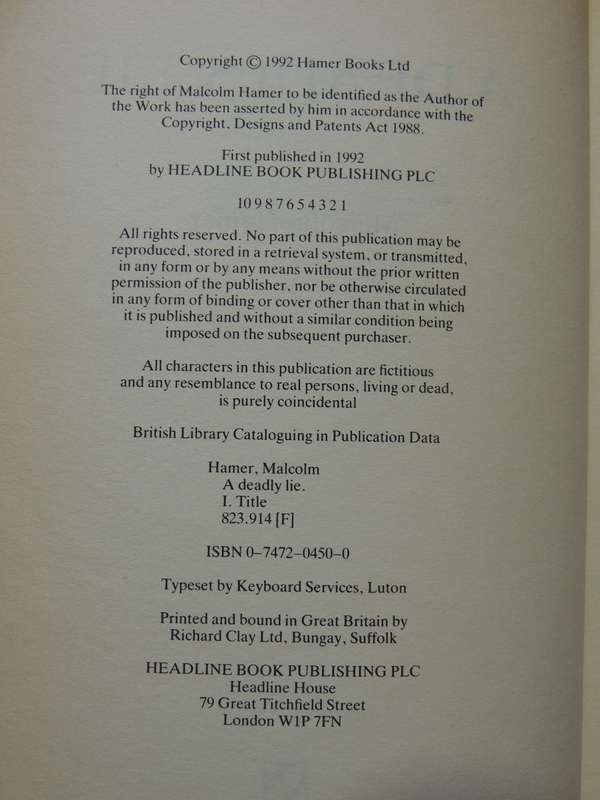 Copyright © 1992 Hamer Books Ltd
The right of Malcolm Hamer to be identified as the Author of
the Work has been asserted by him in accordance with the
Copyright, Designs and Patents Act 1988.
First published in 1992
by HEADLINE BOOK PUBLISHING PLC
10 9 8 7 6 5 4 3 2 1
All rights reserved. No part of this publication may be
reproduced, stored in a retrieval system, or transmitted,
in any form or by any means without the prior written
permission of the publisher, nor be otherwise circulated
in any form of binding or cover other than that in which
it is published and without a similar condition being
imposed on the subsequent purchaser.
All characters in this publication are fictitious
and any resemblance to real persons, living or dead,
is purely coincidental
British Library Cataloguing in Publication Data
Hamer, Malcolm
A deadly lie.
I. Title
823.914 [F]
ISBN 0–7472–0450–0
Typeset by Keyboard Services, Luton
Printed and bound in Great Britain by
Richard Clay Ltd, Bungay, Suffolk
HEADLINE BOOK PUBLISHING PLC
Headline House
79 Great Titchfield Street
London W1P 7FN